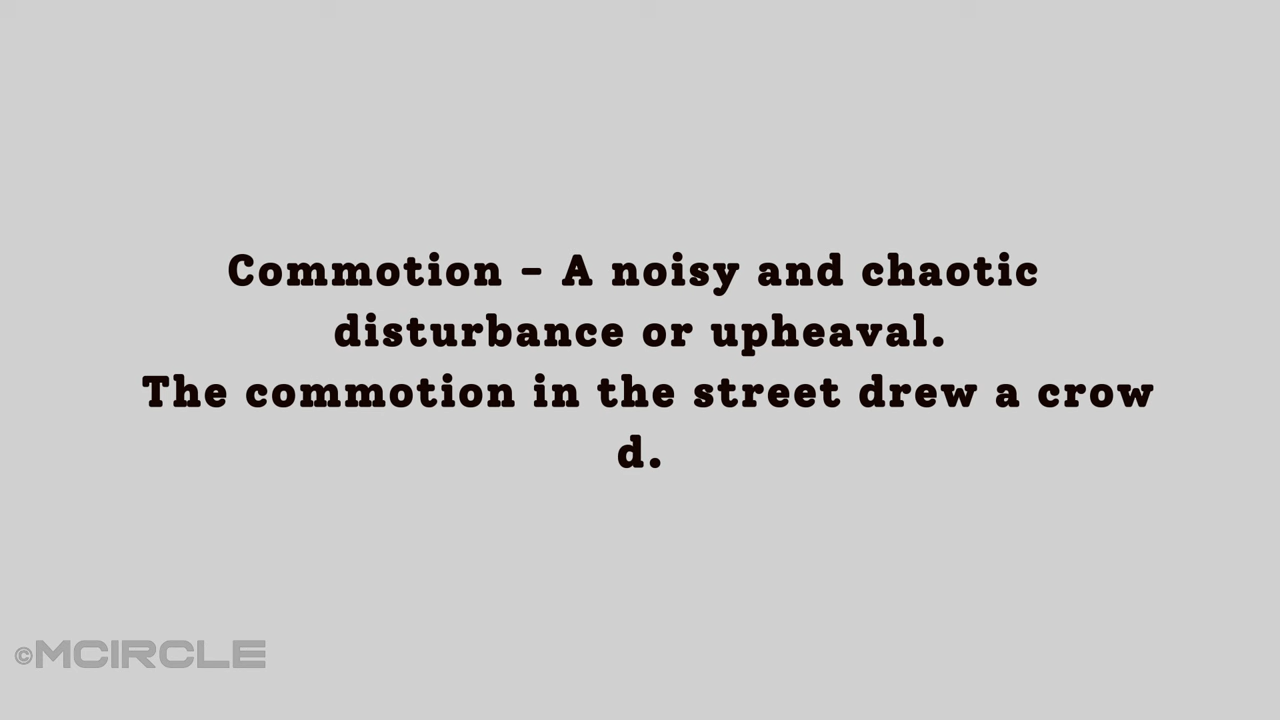 Commotion - A noisy and chaotic
disturbance or upheaval.
The commotion in the street drew a crow
d.
©MCIRCLE